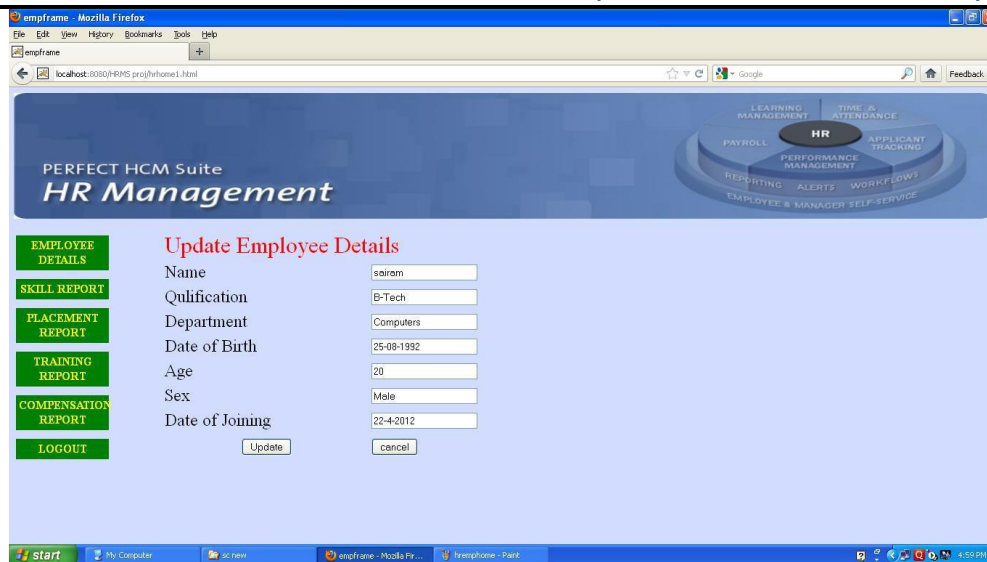 empframe - Mozilla Firefox
File Edit View History Bookmarks Tools Help
empframe +
localhost:8080/HRMS proj/hrhome1.html Google Feedback
LEARNING MANAGEMENT
TIME & ATTENDANCE
PAYROLL
HR
APPLICANT TRACKING
PERFORMANCE MANAGEMENT
REPORTING ALERTS WORKFLOWS
EMPLOYEE & MANAGER SELF-SERVICE
PERFECT HCM Suite
HR Management
EMPLOYEE
DETAILS
SKILL REPORT
PLACEMENT
REPORT
TRAINING
REPORT
COMPENSATION
REPORT
LOGOUT
Update Employee Details
Name sairam
Qulification B-Tech
Department Computers
Date of Birth 25-08-1992
Age 20
Sex Male
Date of Joining 22-4-2012
Update cancel
start My Computer sc new empframe - Mozilla Fir... hremphome - Paint 4:59 PM